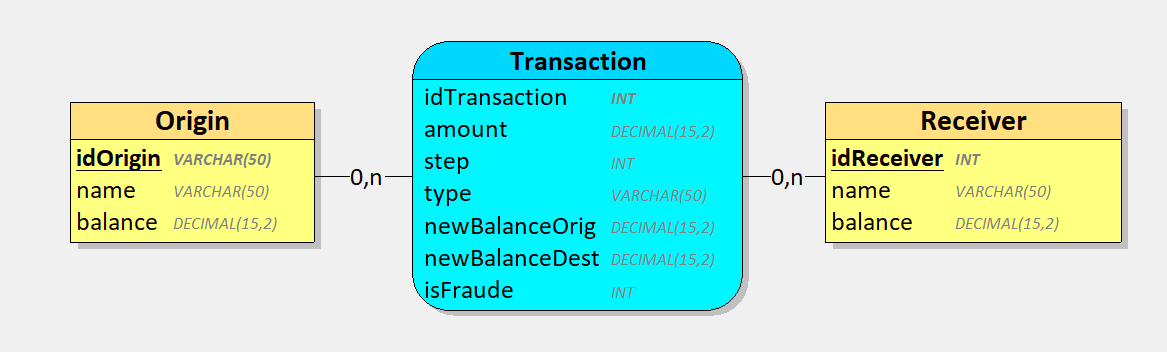 Origin
idOrigin VARCHAR(50)
name VARCHAR(50)
balance DECIMAL(15,2)
0,n
Transaction
idTransaction INT
amount DECIMAL(15,2)
step INT
type VARCHAR(50)
newBalanceOrig DECIMAL(15,2)
newBalanceDest DECIMAL(15,2)
isFraude INT
0,n
Receiver
idReceiver INT
name VARCHAR(50)
balance DECIMAL(15,2)